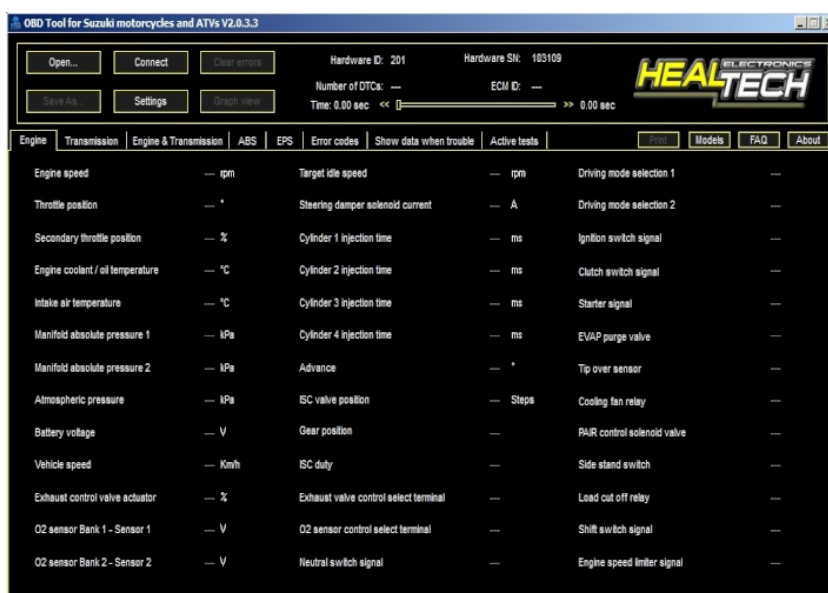 OBD Tool for Suzuki motorcycles and ATVs V2.0.3.3
Open... Connect Clear errors Hardware ID: 201 Hardware SN: 103109
Number of DTCs: --- ECM ID: ---
Save As... Settings Graph view Time: 0.00 sec << >> 0.00 sec
HEALTECH ELECTRONICS
Engine Transmission Engine & Transmission ABS EPS Error codes Show data when trouble Active tests Print Models FAQ About
Engine speed --- rpm Target idle speed --- rpm Driving mode selection 1 ---
Throttle position --- ° Steering damper solenoid current --- A Driving mode selection 2 ---
Secondary throttle position --- % Cylinder 1 injection time --- ms Ignition switch signal ---
Engine coolant / oil temperature --- °C Cylinder 2 injection time --- ms Clutch switch signal ---
Intake air temperature --- °C Cylinder 3 injection time --- ms Starter signal ---
Manifold absolute pressure 1 --- kPa Cylinder 4 injection time --- ms EVAP purge valve ---
Manifold absolute pressure 2 --- kPa Advance --- ° Tip over sensor ---
Atmospheric pressure --- kPa ISC valve position --- Steps Cooling fan relay ---
Battery voltage --- V Gear position --- PAIR control solenoid valve ---
Vehicle speed --- Km/h ISC duty --- Side stand switch ---
Exhaust control valve actuator --- % Exhaust valve control select terminal --- Load cut off relay ---
O2 sensor Bank 1 - Sensor 1 --- V O2 sensor control select terminal --- Shift switch signal ---
O2 sensor Bank 2 - Sensor 2 --- V Neutral switch signal --- Engine speed limiter signal ---